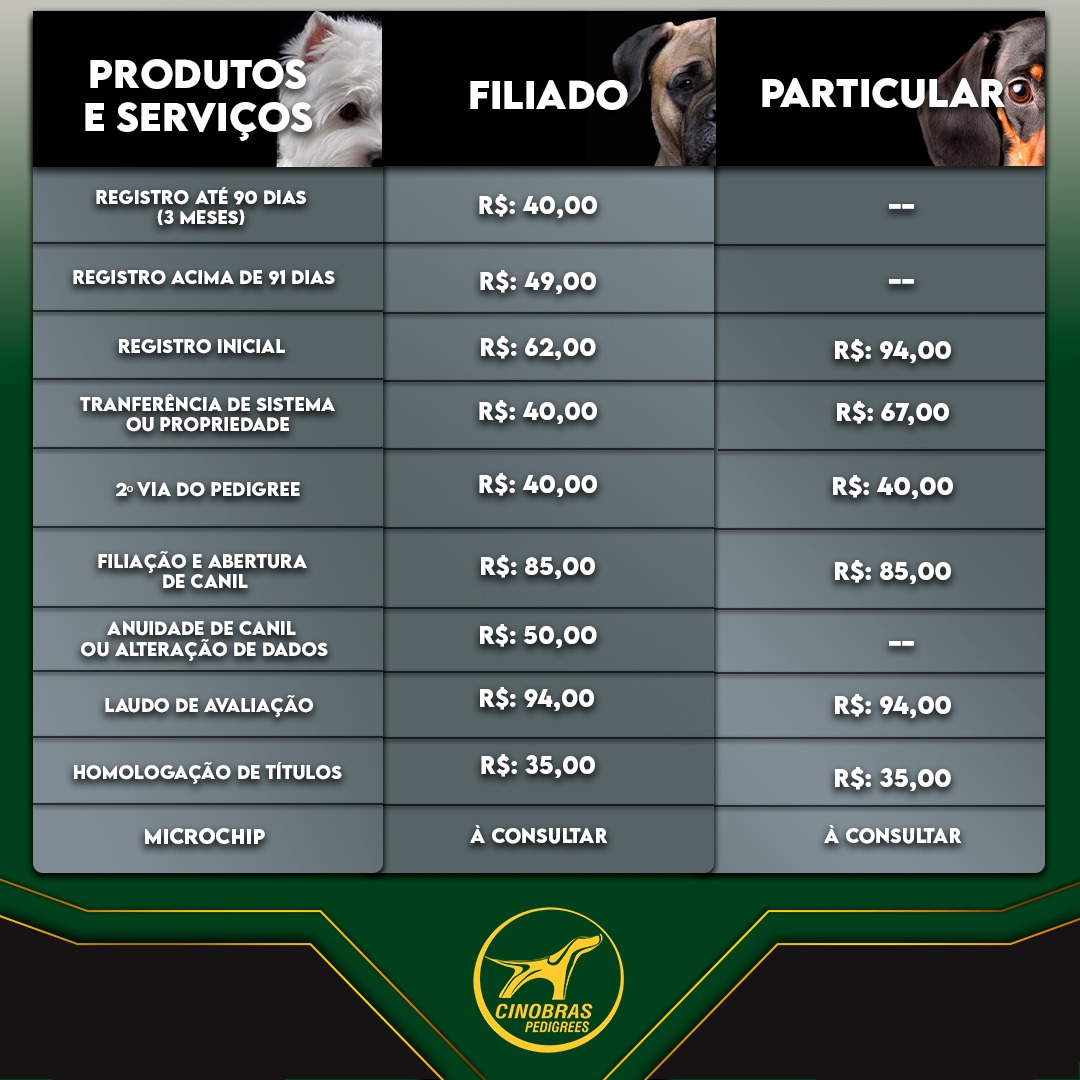 PRODUTOS
E SERVIÇOS
FILIADO
PARTICULAR
REGISTRO ATÉ 90 DIAS
(3 MESES)
R$: 40,00
--
REGISTRO ACIMA DE 91 DIAS
R$: 49,00
--
REGISTRO INICIAL
R$: 62,00
R$: 94,00
TRANFERÊNCIA DE SISTEMA
OU PROPRIEDADE
R$: 40,00
R$: 67,00
2º VIA DO PEDIGREE
R$: 40,00
R$: 40,00
FILIAÇÃO E ABERTURA
DE CANIL
R$: 85,00
R$: 85,00
ANUIDADE DE CANIL
OU ALTERAÇÃO DE DADOS
R$: 50,00
--
LAUDO DE AVALIAÇÃO
R$: 94,00
R$: 94,00
HOMOLOGAÇÃO DE TÍTULOS
R$: 35,00
R$: 35,00
MICROCHIP
À CONSULTAR
À CONSULTAR
CINOBRAS
PEDIGREES